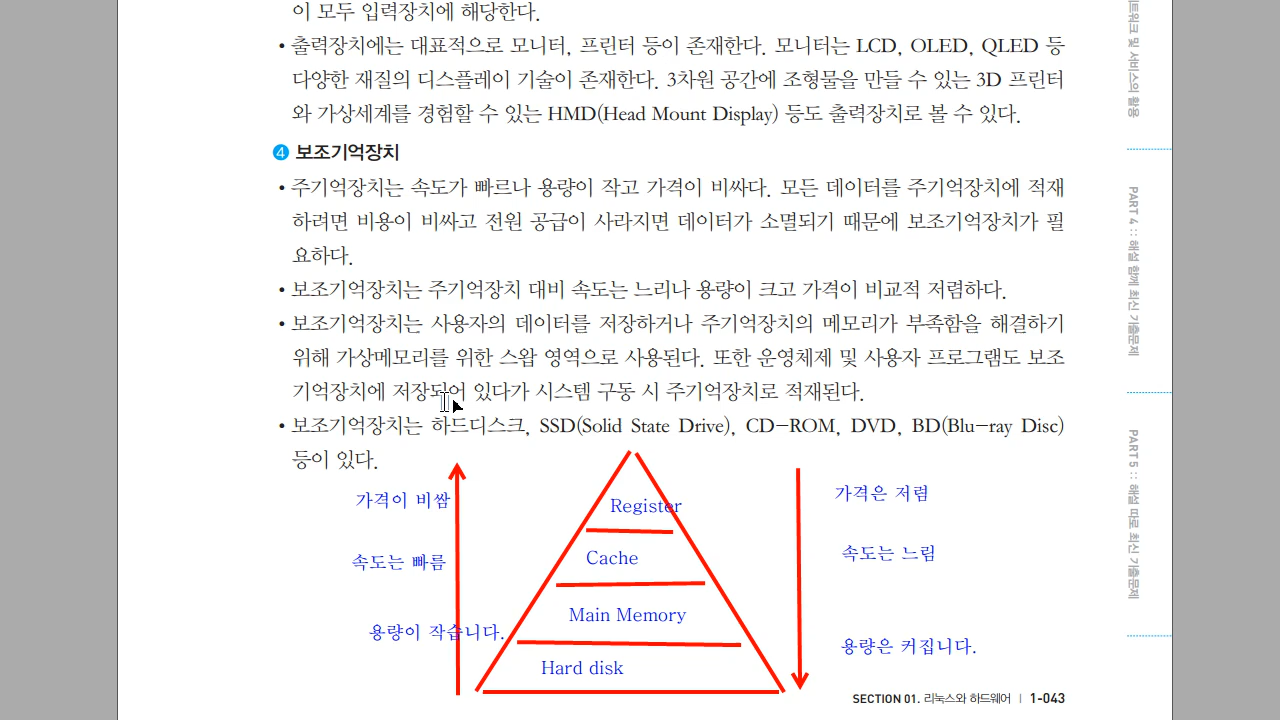 이 모두 입력장치에 해당한다.
• 출력장치에는 대표적으로 모니터, 프린터 등이 존재한다. 모니터는 LCD, OLED, QLED 등
다양한 재질의 디스플레이 기술이 존재한다. 3차원 공간에 조형물을 만들 수 있는 3D 프린터
와 가상세계를 경험할 수 있는 HMD(Head Mount Display) 등도 출력장치로 볼 수 있다.
4 보조기억장치
• 주기억장치는 속도가 빠르나 용량이 작고 가격이 비싸다. 모든 데이터를 주기억장치에 적재
하려면 비용이 비싸고 전원 공급이 사라지면 데이터가 소멸되기 때문에 보조기억장치가 필
요하다.
• 보조기억장치는 주기억장치 대비 속도는 느리나 용량이 크고 가격이 비교적 저렴하다.
• 보조기억장치는 사용자의 데이터를 저장하거나 주기억장치의 메모리가 부족함을 해결하기
위해 가상메모리를 위한 스왑 영역으로 사용된다. 또한 운영체제 및 사용자 프로그램도 보조
기억장치에 저장되어 있다가 시스템 구동 시 주기억장치로 적재된다.
• 보조기억장치는 하드디스크, SSD(Solid State Drive), CD-ROM, DVD, BD(Blu-ray Disc)
등이 있다.
가격이 비쌈
속도는 빠름
용량이 작습니다.
Register
Cache
Main Memory
Hard disk
가격은 저렴
속도는 느림
용량은 커집니다.
SECTION 01. 리눅스와 하드웨어 | 1-043
트워크 및 서비스의 활용
PART 4 :: 해설 함께 최신 기출문제
PART 5 :: 해설 따로 최신 기출문제